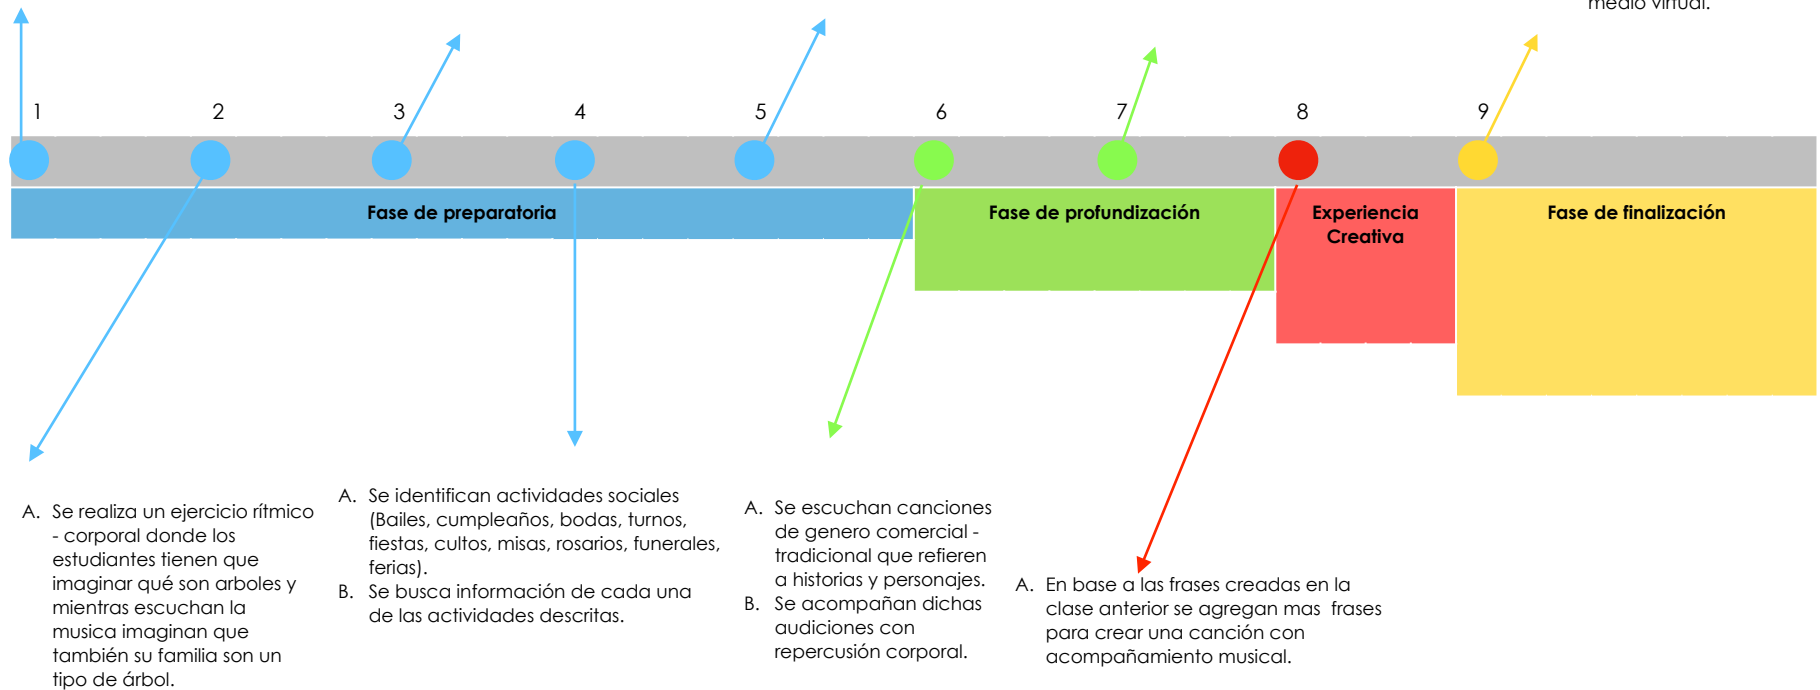 medio virtual.
1 2 3 4 5 6 7 8 9
Fase de preparatoria
Fase de profundización
Experiencia
Creativa
Fase de finalización
A. Se realiza un ejercicio rítmico
- corporal donde los
estudiantes tienen que
imaginar qué son arboles y
mientras escuchan la
musica imaginan que
también su familia son un
tipo de árbol.
A. Se identifican actividades sociales
(Bailes, cumpleaños, bodas, turnos,
fiestas, cultos, misas, rosarios, funerales,
ferias).
B. Se busca información de cada una
de las actividades descritas.
A. Se escuchan canciones
de genero comercial -
tradicional que refieren
a historias y personajes.
B. Se acompañan dichas
audiciones con
repercusión corporal.
A. En base a las frases creadas en la
clase anterior se agregan mas frases
para crear una canción con
acompañamiento musical.